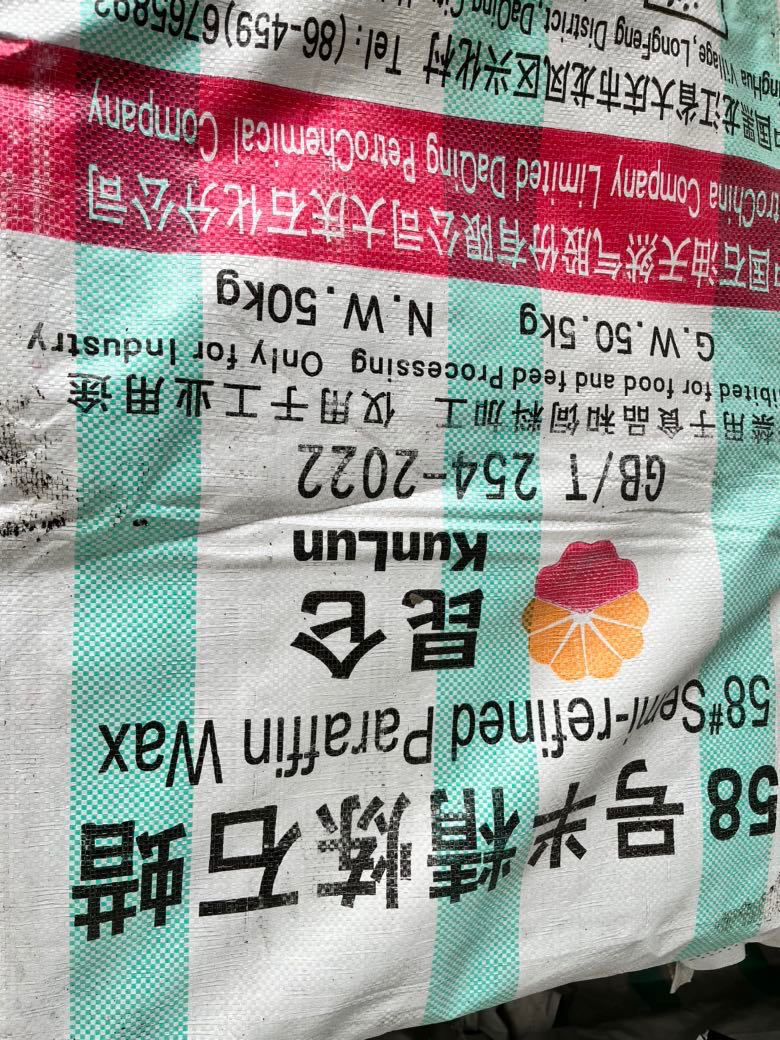 58号半精炼石蜡
58#Semi-refined Paraffin Wax
昆仑
KunLun
GB/T 254-2022
禁用于食品和饲料加工 仅用于工业用途
ibited for food and feed Processing Only for Industry
G.W.50.5kg N.W.50kg
中国石油天然气股份有限公司大庆石化分公司
troChina Company Limited DaQing PetroChemical Company
中国黑龙江省大庆市龙凤区兴化村 Tel:(86-459)6765892
inghua Village, LongFeng District, DaQing City,